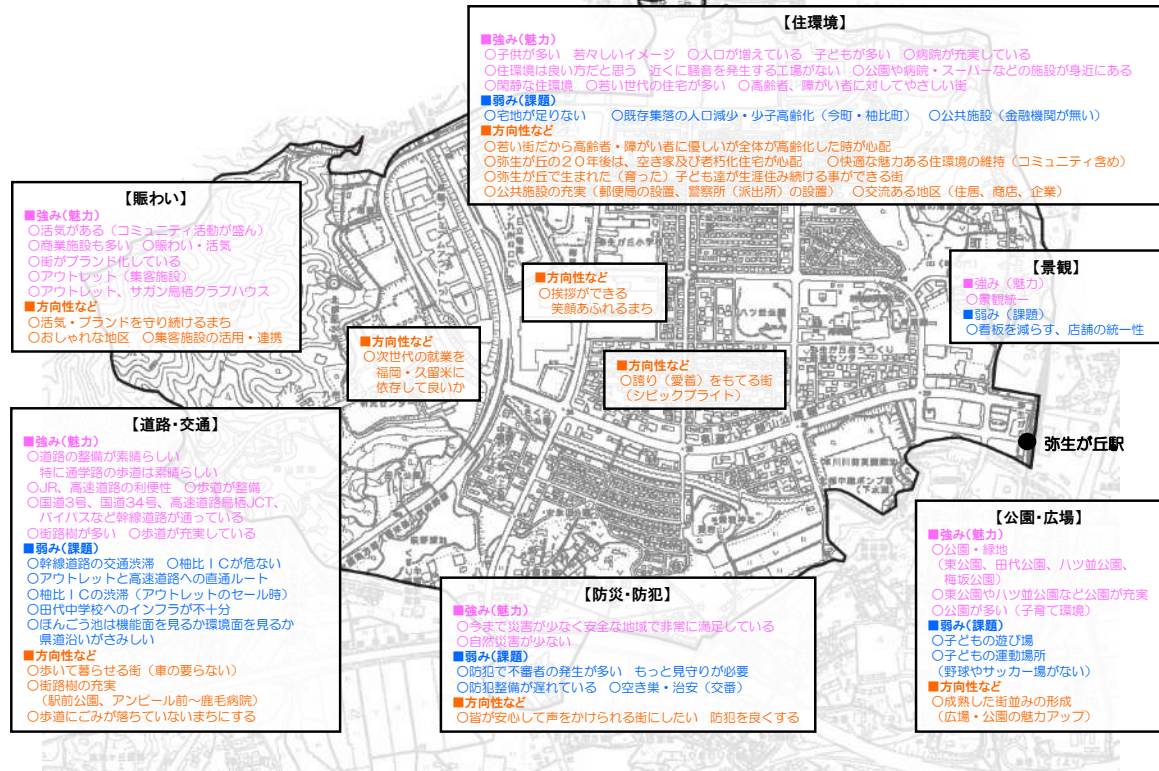 【住環境】
■強み(魅力)
○子供が多い　若々しいイメージ　○人口が増えている　子どもが多い　○病院が充実している
○住環境は良い方だと思う　近くに騒音を発生する工場がない　○公園や病院・スーパーなどの施設が身近にある
○閑静な住環境　○若い世代の住宅が多い　○高齢者、障がい者に対してやさしい街
■弱み(課題)
○宅地が足りない　　○既存集落の人口減少・少子高齢化（今町・柚比町）　○公共施設（金融機関が無い）
■方向性など
○若い街だから高齢者・障がい者に優しいが全体が高齢化した時が心配
○弥生が丘の２０年後は、空き家及び老朽化住宅が心配　　○快適な魅力ある住環境の維持（コミュニティ含め）
○弥生が丘で生まれた（育った）子ども達が生涯住み続ける事ができる街
○公共施設の充実（郵便局の設置、警察所（派出所）の設置）　○交流ある地区（住居、商店、企業）
【賑わい】
■強み(魅力)
○活気がある（コミュニティ活動が盛ん）
○商業施設も多い　○賑わい・活気
○街がブランド化している
○アウトレット（集客施設）
○アウトレット、サガン鳥栖クラブハウス
■方向性など
○活気・ブランドを守り続けるまち
○おしゃれな地区　○集客施設の活用・連携
■方向性など
○挨拶ができる
笑顔あふれるまち
【景観】
■強み（魅力）
○景観統一
■弱み（課題）
○看板を減らす、店舗の統一性
■方向性など
○次世代の就業を
福岡・久留米に
依存して良いか
■方向性など
○誇り（愛着）をもてる街
（シビックプライト）
弥生が丘小学校
八ツ並公園
弥生が丘駅
【道路・交通】
■強み(魅力)
○道路の整備が素晴らしい
特に通学路の歩道は素晴らしい
○JR、高速道路の利便性　○歩道が整備
○国道3号、国道34号、高速道路鳥栖JCT、
バイパスなど幹線道路が通っている
○街路樹が多い　○歩道が充実している
■弱み(課題)
○幹線道路の交通渋滞　○柚比ＩＣが危ない
○アウトレットと高速道路への直通ルート
○柚比ＩＣの渋滞（アウトレットのセール時）
○田代中学校へのインフラが不十分
○ほんごう池は機能面を見るか環境面を見るか
県道沿いがさみしい
■方向性など
○歩いて暮らせる街（車の要らない）
○街路樹の充実
（駅前公園、アンピール前～鹿毛病院）
○歩道にごみが落ちていないまちにする
【防災・防犯】
■強み(魅力)
○今まで災害が少なく安全な地域で非常に満足している
○自然災害が少ない
■弱み(課題)
○防犯で不審者の発生が多い　もっと見守りが必要
○防犯整備が遅れている　○空き巣・治安（交番）
■方向性など
○皆が安心して声をかけられる街にしたい　防犯を良くする
【公園・広場】
■強み(魅力)
○公園・緑地
（東公園、田代公園、八ツ並公園、
梅坂公園）
○東公園や八ツ並公園など公園が充実
○公園が多い（子育て環境）
■弱み(課題)
○子どもの遊び場
○子どもの運動場所
（野球やサッカー場がない）
■方向性など
○成熟した街並みの形成
（広場・公園の魅力アップ）